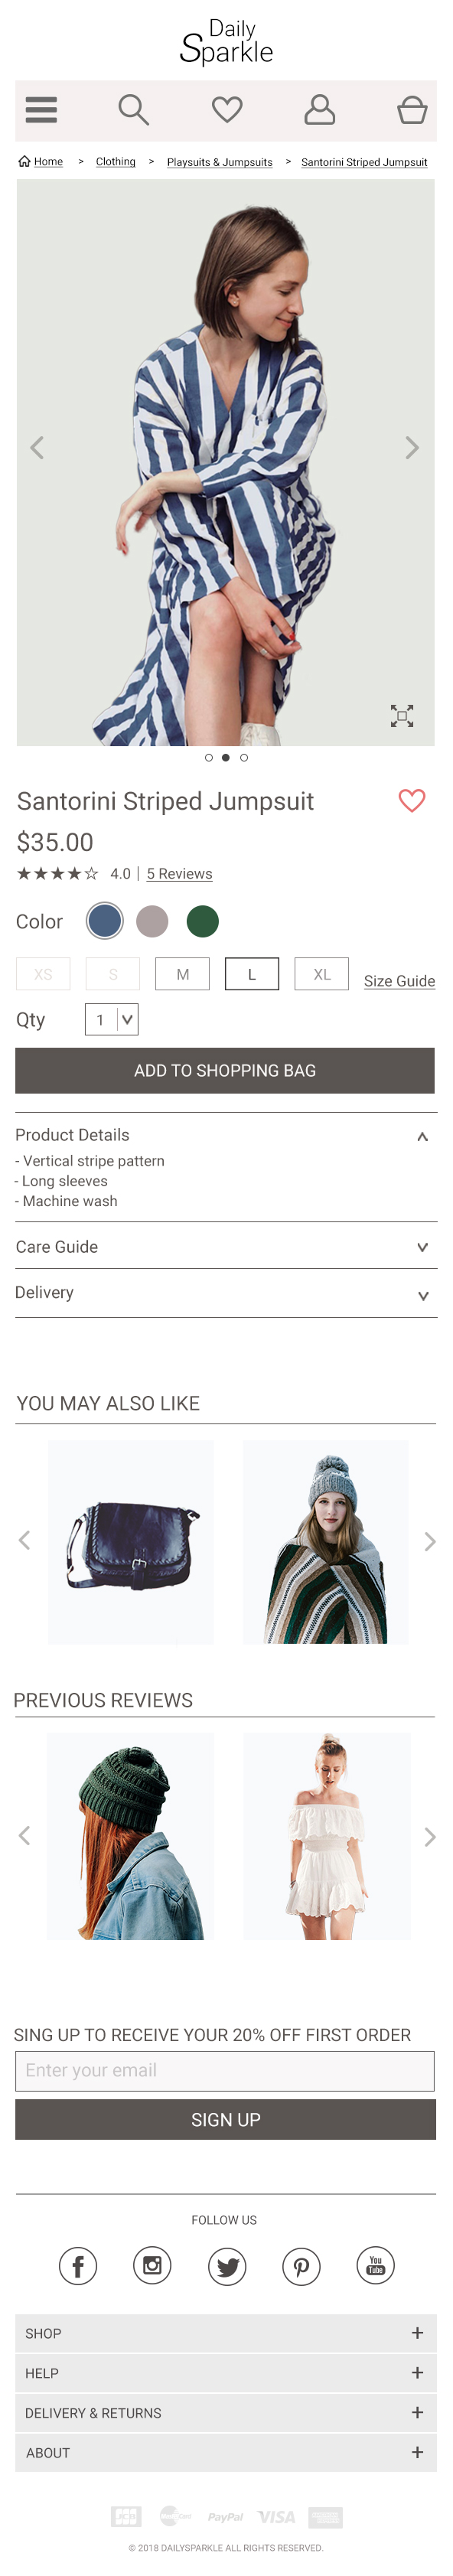 Daily
Sparkle
Home > Clothing > Playsuits & Jumpsuits > Santorini Striped Jumpsuit
Santorini Striped Jumpsuit
$35.00
★★★★☆ 4.0 | 5 Reviews
Color
XS S M L XL Size Guide
Qty 1
ADD TO SHOPPING BAG
Product Details
- Vertical stripe pattern
- Long sleeves
- Machine wash
Care Guide
Delivery
YOU MAY ALSO LIKE
PREVIOUS REVIEWS
SING UP TO RECEIVE YOUR 20% OFF FIRST ORDER
Enter your email
SIGN UP
FOLLOW US
You
Tube
SHOP +
HELP +
DELIVERY & RETURNS +
ABOUT +
JCB MasterCard PayPal VISA
© 2018 DAILYSPARKLE ALL RIGHTS RESERVED.